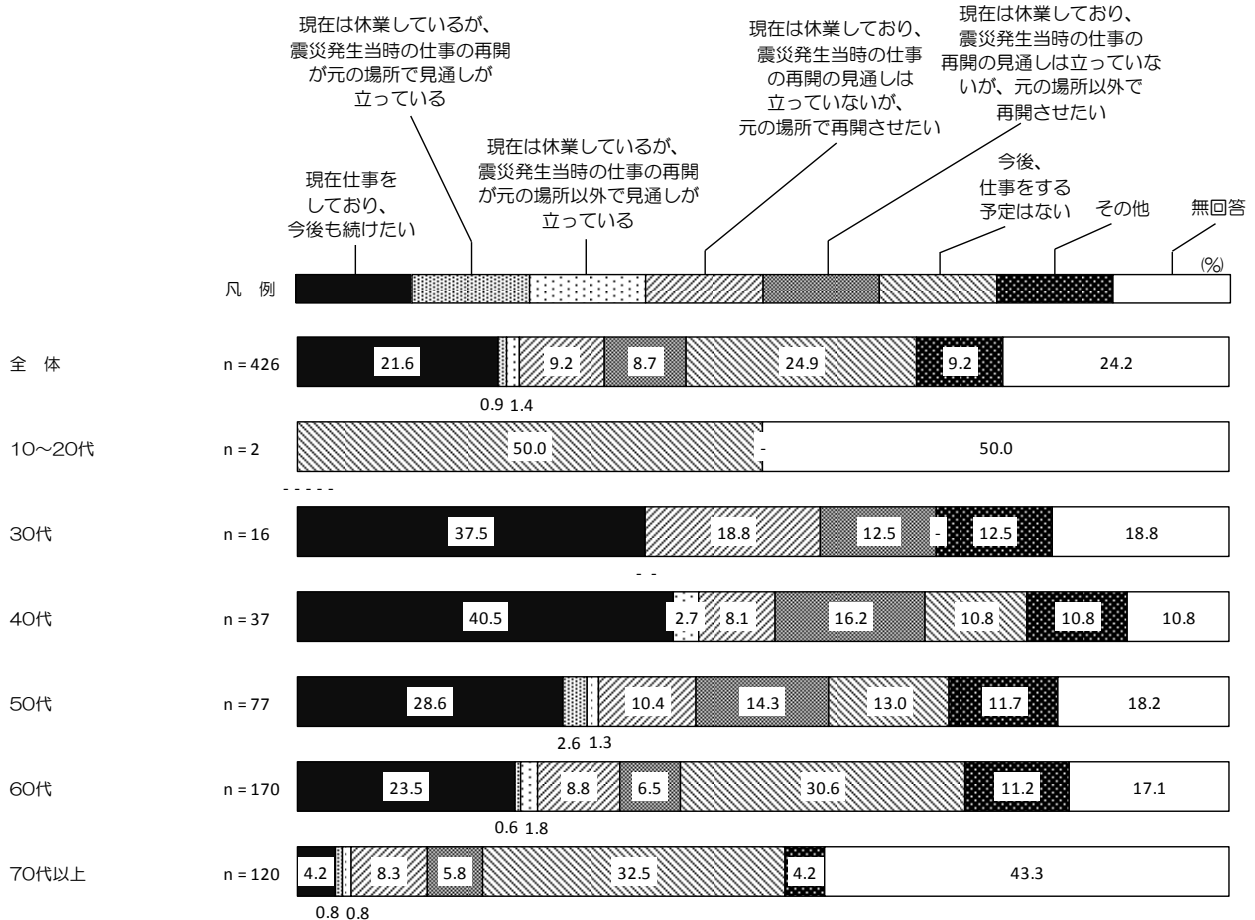 現在は休業しているが、
震災発生当時の仕事の再開
が元の場所で見通しが
立っている
現在は休業しており、
震災発生当時の仕事
の再開の見通しは
立っていないが、
元の場所で再開させたい
現在は休業しており、
震災発生当時の仕事の
再開の見通しは立っていな
いが、元の場所以外で
再開させたい
現在仕事を
しており、
今後も続けたい
現在は休業しているが、
震災発生当時の仕事の再開
が元の場所以外で見通しが
立っている
今後、
仕事をする
予定はない
その他
無回答
(%)
凡 例
全 体 n = 426 21.6 9.2 8.7 24.9 9.2 24.2
0.9 1.4
10～20代 n = 2 50.0 - 50.0
- - - - -
30代 n = 16 37.5 18.8 12.5 - 12.5 18.8
- -
40代 n = 37 40.5 2.7 8.1 16.2 10.8 10.8 10.8
50代 n = 77 28.6 10.4 14.3 13.0 11.7 18.2
2.6 1.3
60代 n = 170 23.5 8.8 6.5 30.6 11.2 17.1
0.6 1.8
70代以上 n = 120 4.2 8.3 5.8 32.5 4.2 43.3
0.8 0.8